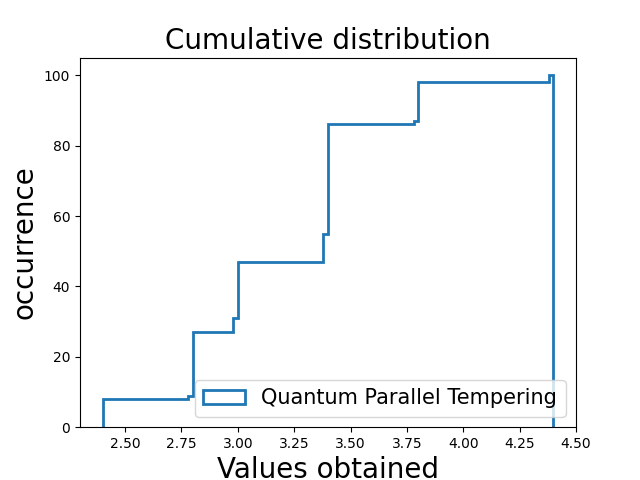 Cumulative distribution
100
80
60
40
20
0
occurrence
Quantum Parallel Tempering
2.50 2.75 3.00 3.25 3.50 3.75 4.00 4.25 4.50
Values obtained